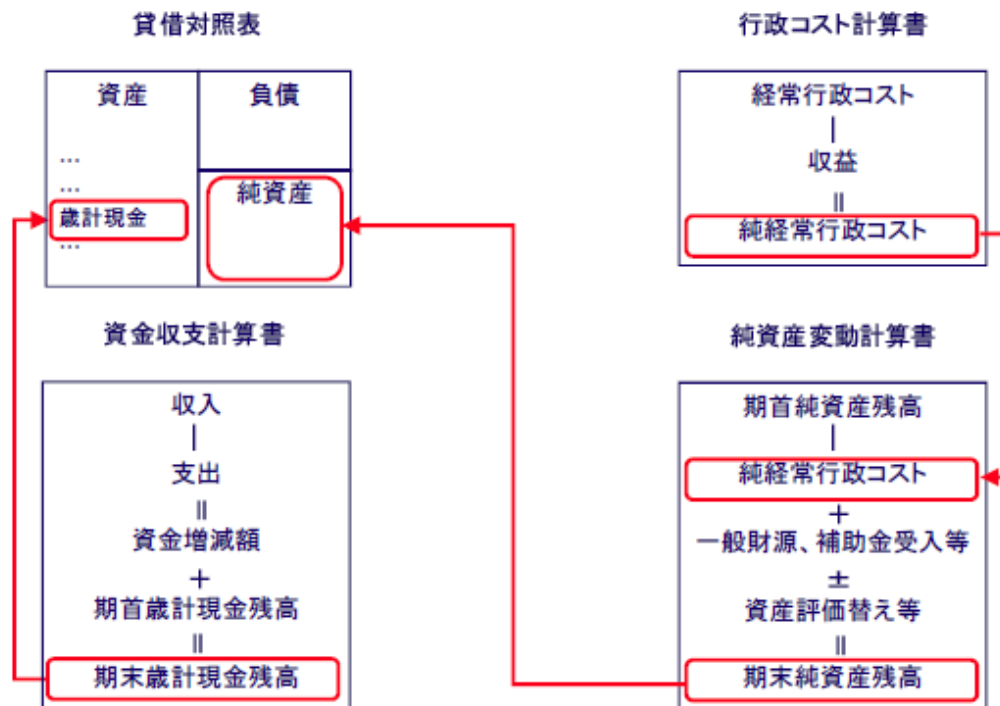 貸借対照表
資産
負債
…
…
歳計現金
…
純資産
行政コスト計算書
経常行政コスト
|
収益
||
純経常行政コスト
資金収支計算書
収入
|
支出
||
資金増減額
+
期首歳計現金残高
||
期末歳計現金残高
純資産変動計算書
期首純資産残高
|
純経常行政コスト
+
一般財源、補助金受入等
±
資産評価替え等
||
期末純資産残高